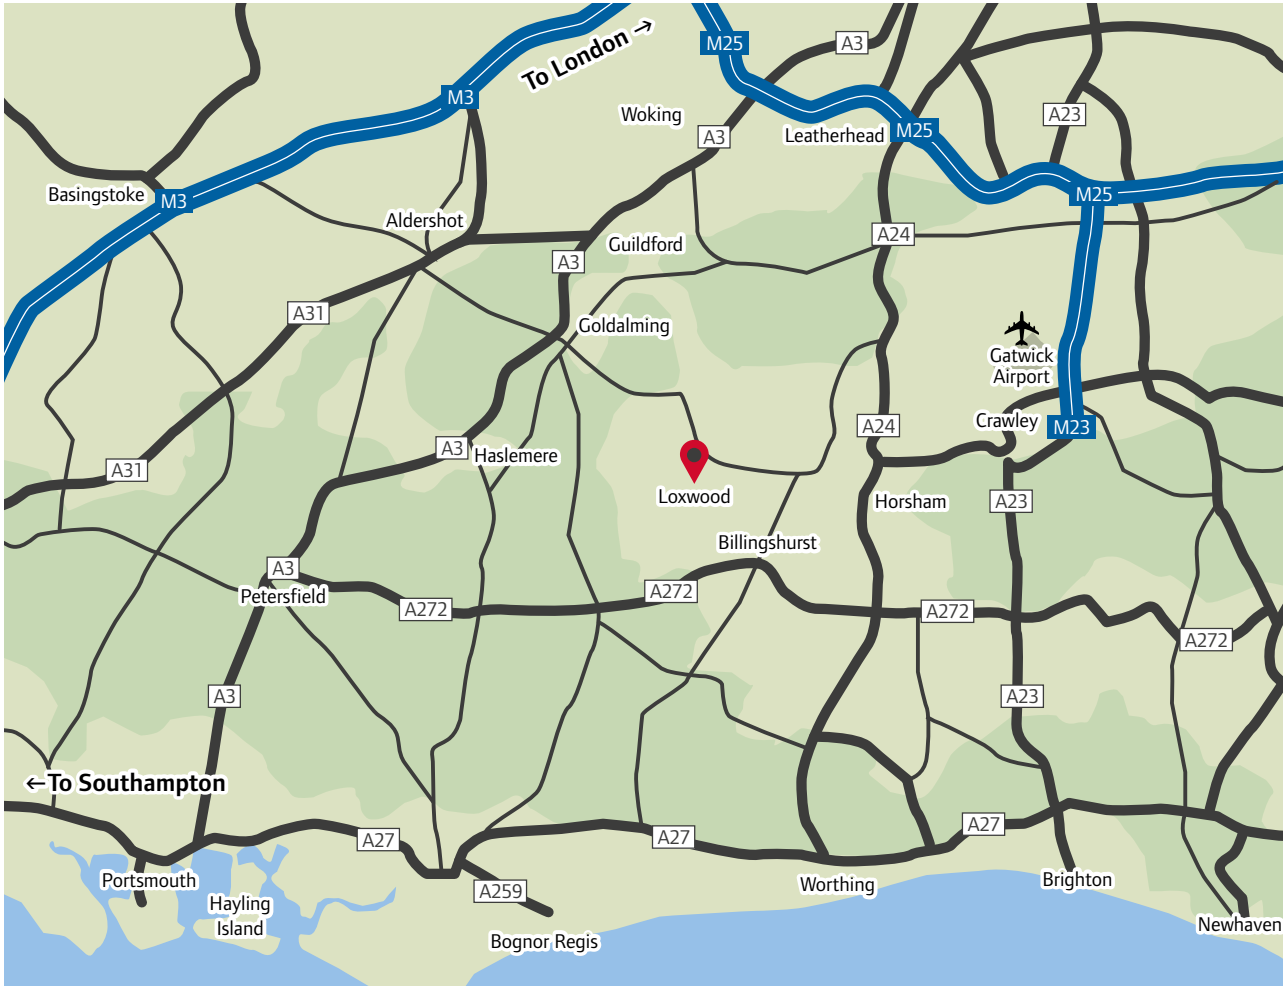 M25
A3
To London →
M3
Woking
A3
Leatherhead
M25
A23
Basingstoke
M3
M25
Aldershot
Guildford
A24
A3
A31
Goldalming
Gatwick
Airport
A3
Haslemere
A24
Crawley
M23
A31
Loxwood
Horsham
A23
Billingshurst
A3
Petersfield
A272
A272
A272
A272
A3
A23
←To Southampton
A27
A27
A27
Portsmouth
A259
Worthing
Brighton
Hayling
Island
Bognor Regis
Newhaven